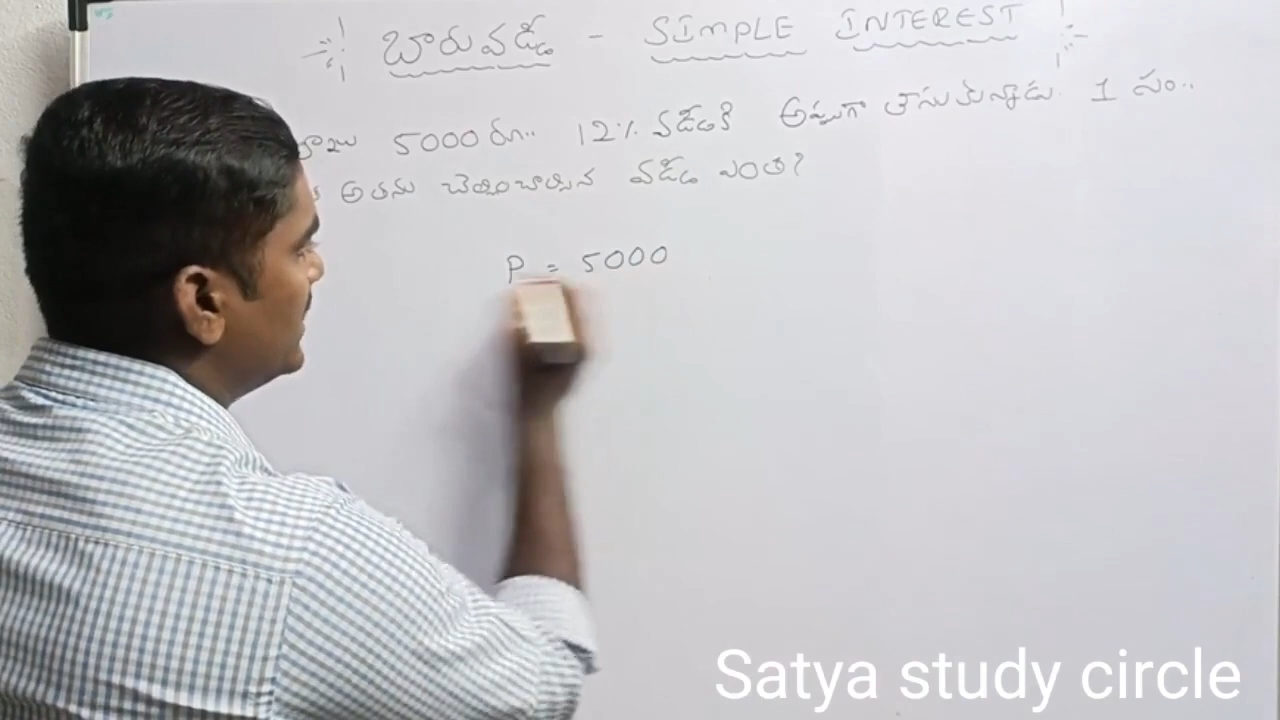 బారువడ్డీ - SIMPLE INTEREST
5000 రూ.. 12% వడ్డీకి అప్పుగా తీసుకున్నాడు. 1 సం..
అతను చెల్లించాల్సిన వడ్డీ ఎంత?
P = 5000
Satya study circle